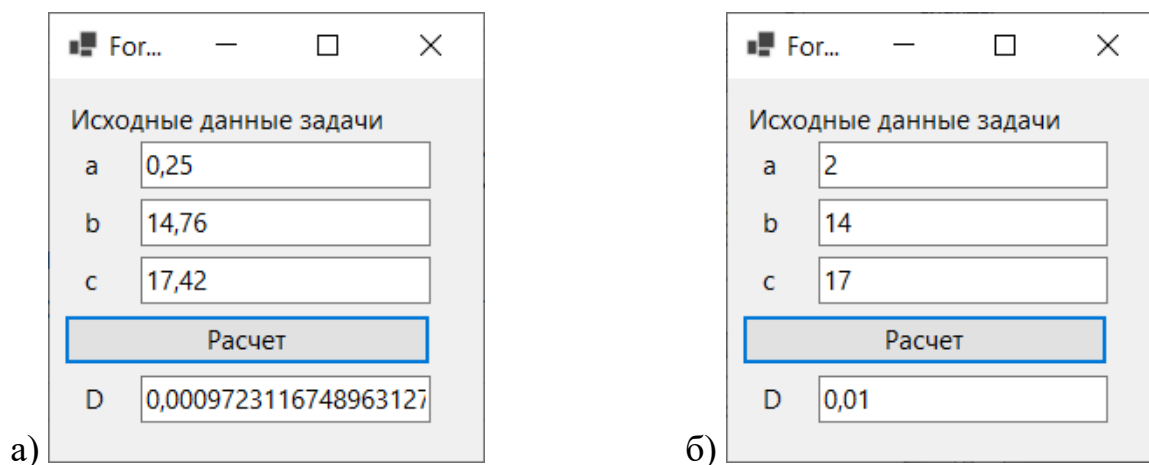 For...
Исходные данные задачи
a 0,25
b 14,76
c 17,42
Расчет
D 0,0009723116748963127
а)
For...
Исходные данные задачи
a 2
b 14
c 17
Расчет
D 0,01
б)